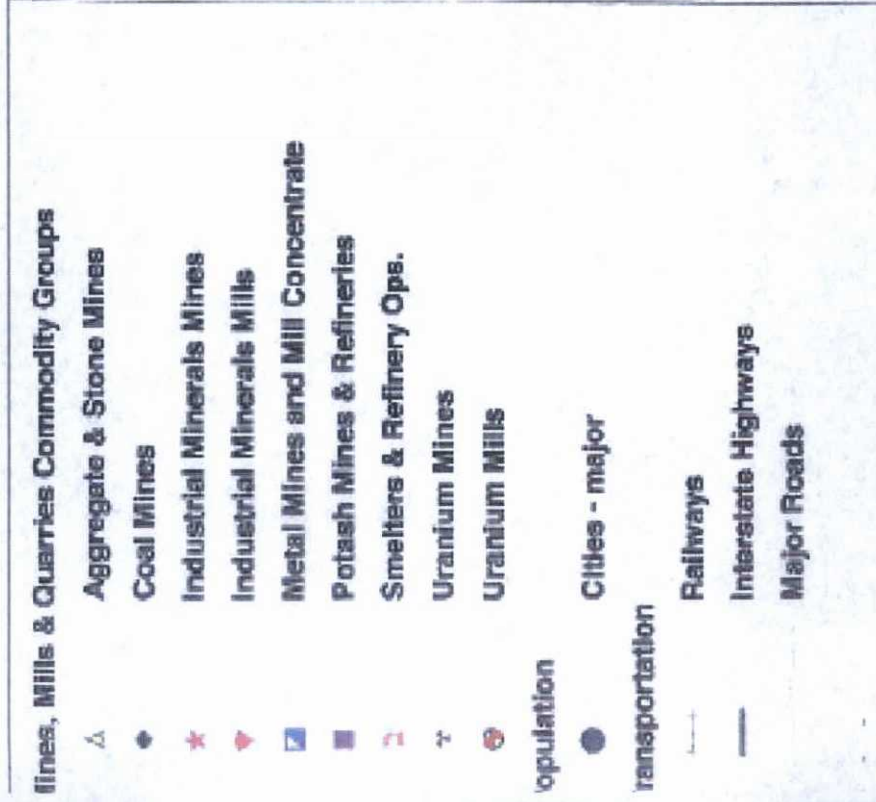 lines, Mills & Quarries Commodity Groups
Aggregate & Stone Mines
Coal Mines
Industrial Minerals Mines
Industrial Minerals Mills
Metal Mines and Mill Concentrate
Potash Mines & Refineries
Smelters & Refinery Ops.
Uranium Mines
Uranium Mills
opulation
Cities - major
ransportation
Railways
Interstate Highways
Major Roads